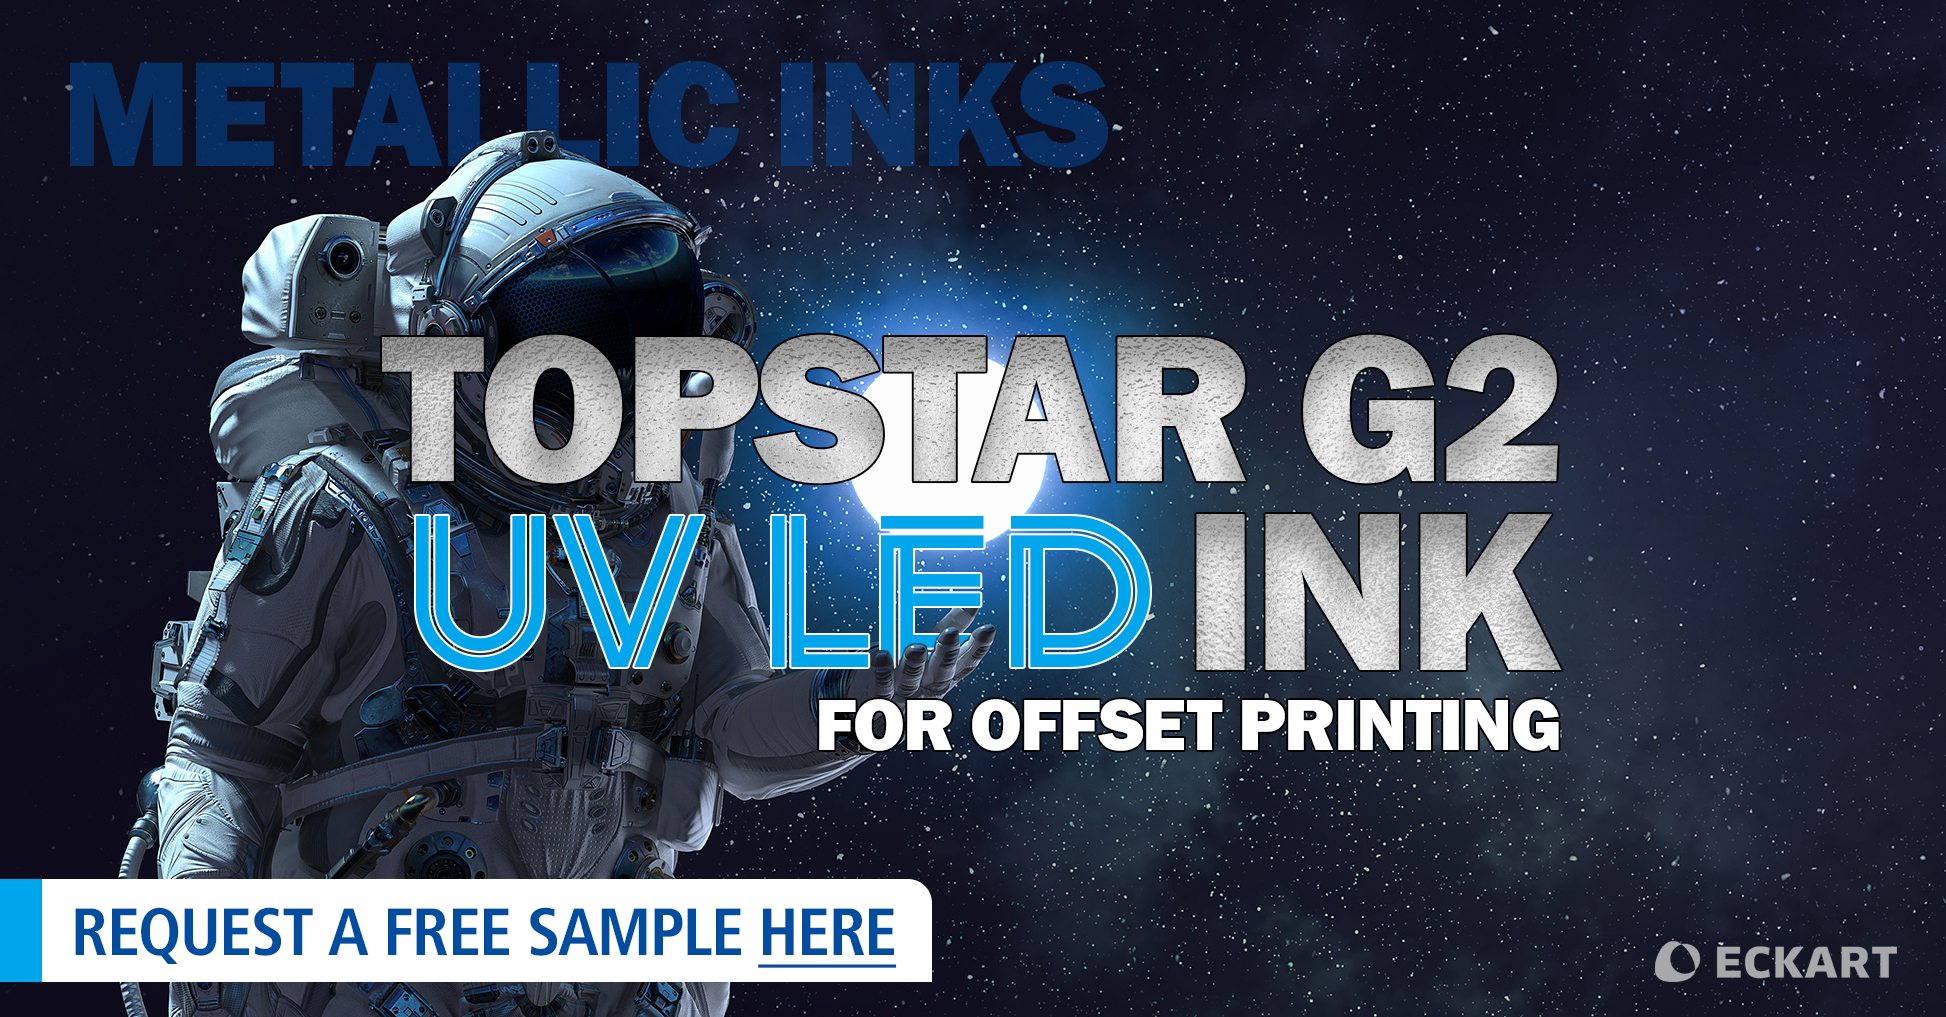 METALLIC INKS
TOPSTAR G2
UV LED INK
FOR OFFSET PRINTING
REQUEST A FREE SAMPLE HERE
ECKART